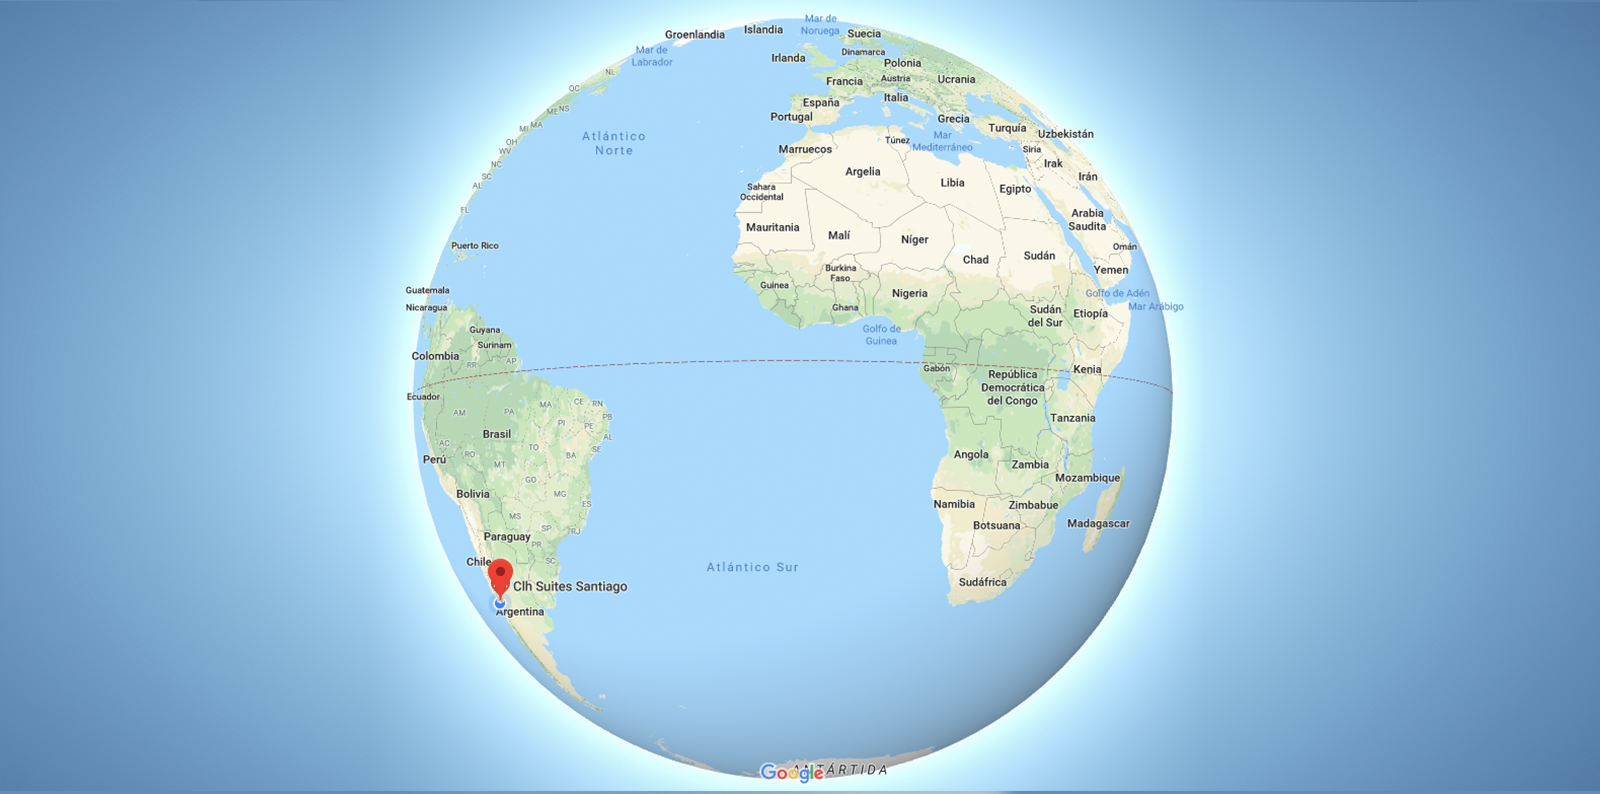 Mar de
Noruega
Islandia
Groenlandia
Suecia
Mar de
Labrador
Dinamarca
Irlanda
Polonia
NL
Francia
Austria
Ucrania
QC
Italia
España
ME
NS
Portugal
Grecia
MI
MA
Turquía
Uzbekistán
Atlántico
Norte
OH
Túnez
Mar
Mediterráneo
WV
Marruecos
Siria
NC
Irak
SC
Argelia
Irán
AL
Libia
Sahara
Occidental
Egipto
FL
Arabia
Saudita
Mauritania
Malí
Níger
Puerto Rico
Omán
Chad
Sudán
Burkina
Faso
Yemen
Guinea
Guatemala
Nigeria
Golfo de Adén
Nicaragua
Ghana
Sudán
del Sur
Etiopía
Mar Arábigo
Guyana
Golfo de
Guinea
Surinam
Colombia
RR
AP
Gabón
Kenia
República
Democrática
del Congo
Ecuador
AM
PA
MA
CE
RN
PB
Tanzania
PI
PE
Brasil
AL
AC
TO
SE
RO
BA
Perú
MT
Angola
Zambia
GO
Mozambique
Bolivia
MG
ES
Namibia
Zimbabue
MS
Botsuana
Madagascar
SP
RJ
Paraguay
PR
Chile
SC
Atlántico Sur
Clh Suites Santiago
Sudáfrica
Argentina
Google
ANTÁRTIDA